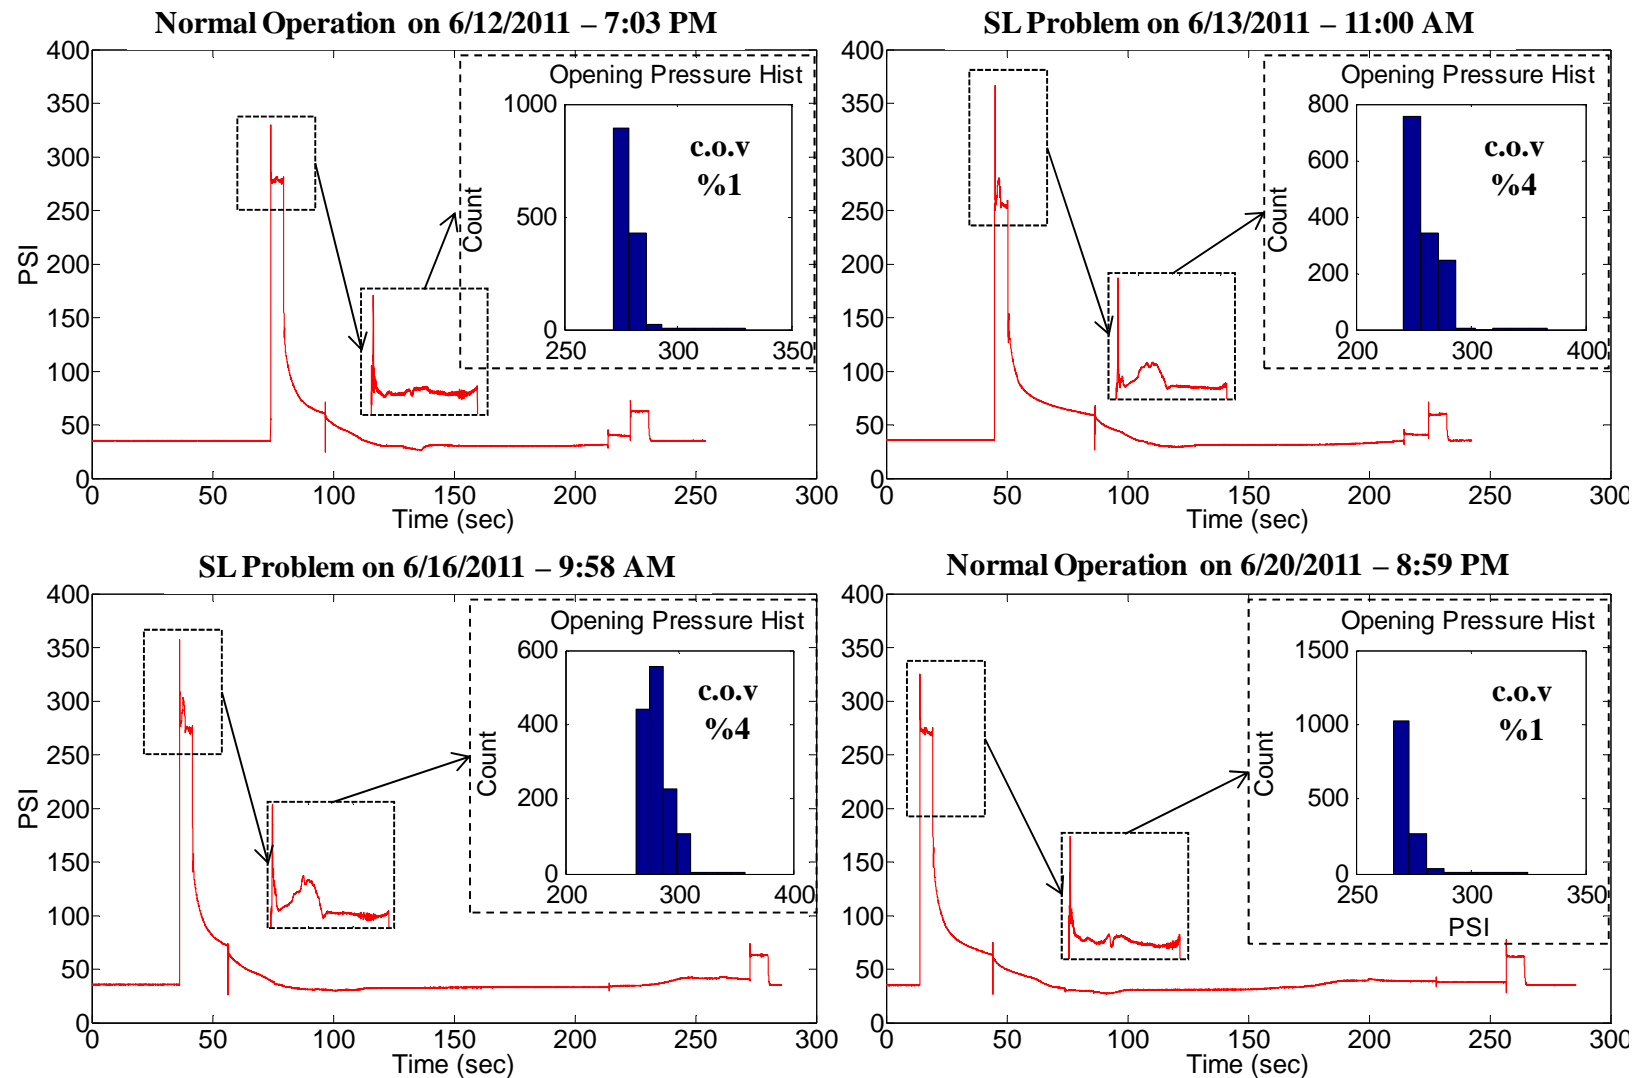 Normal Operation on 6/12/2011 – 7:03 PM
400
350
300
250
200
150
100
50
0
PSI
0 50 100 150 200 250 300
Time (sec)
Opening Pressure Hist
1000
500
0
Count
250 300 350
c.o.v
%1
SL Problem on 6/13/2011 – 11:00 AM
400
350
300
250
200
150
100
50
0
0 50 100 150 200 250 300
Time (sec)
Opening Pressure Hist
800
600
400
200
0
Count
200 300 400
c.o.v
%4
SL Problem on 6/16/2011 – 9:58 AM
400
350
300
250
200
150
100
50
0
PSI
0 50 100 150 200 250 300
Time (sec)
Opening Pressure Hist
600
400
200
0
Count
200 300 400
c.o.v
%4
Normal Operation on 6/20/2011 – 8:59 PM
400
350
300
250
200
150
100
50
0
0 50 100 150 200 250 300
Time (sec)
Opening Pressure Hist
1500
1000
500
0
Count
250 300 350
PSI
c.o.v
%1